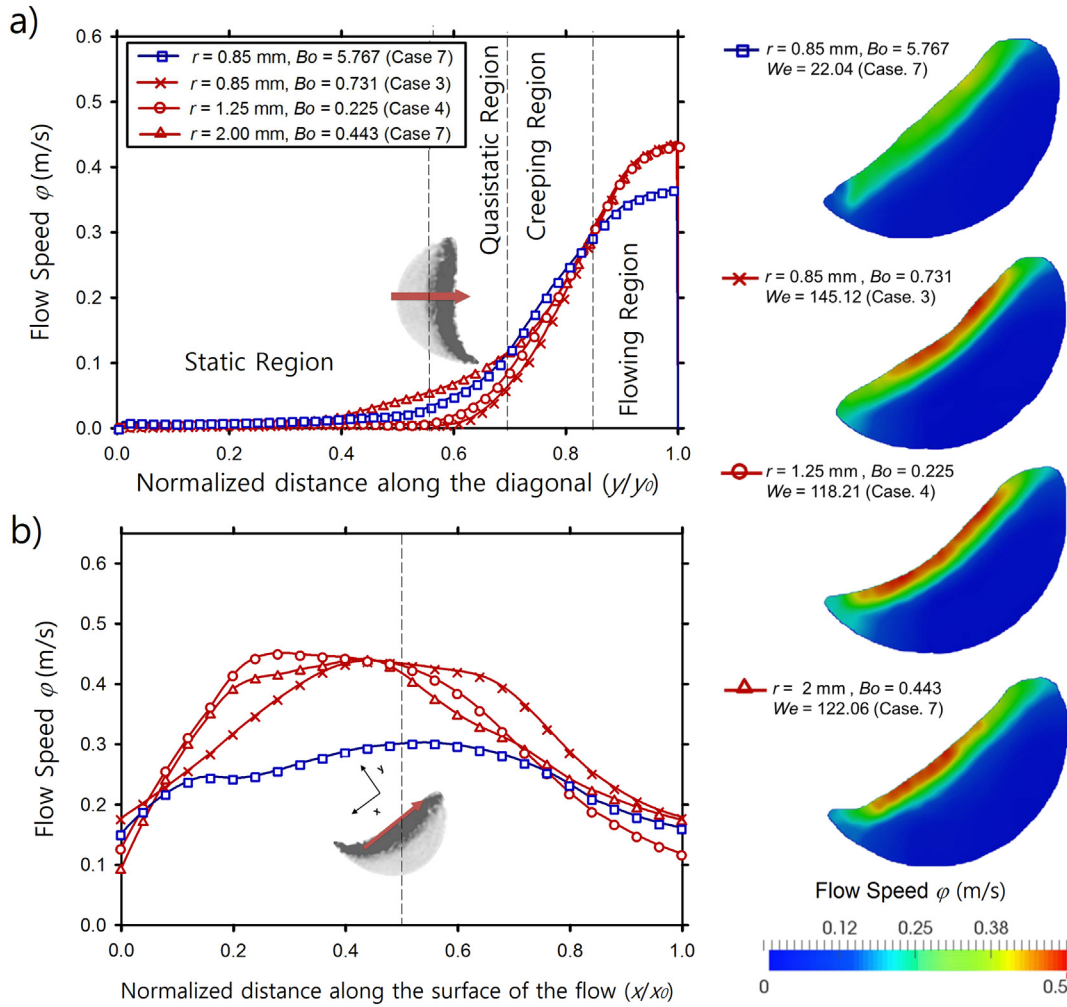 a)
0.6
0.5
0.4
0.3
0.2
0.1
0.0
Flow Speed φ (m/s)
r = 0.85 mm, Bo = 5.767 (Case 7)
r = 0.85 mm, Bo = 0.731 (Case 3)
r = 1.25 mm, Bo = 0.225 (Case 4)
r = 2.00 mm, Bo = 0.443 (Case 7)
Static Region
Quasistatic Region
Creeping Region
Flowing Region
0.0 0.2 0.4 0.6 0.8 1.0
Normalized distance along the diagonal (y/y₀)
b)
0.6
0.5
0.4
0.3
0.2
0.1
0.0
Flow Speed φ (m/s)
y
x
0.0 0.2 0.4 0.6 0.8 1.0
Normalized distance along the surface of the flow (x/x₀)
r = 0.85 mm, Bo = 5.767
We = 22.04 (Case. 7)
r = 0.85 mm, Bo = 0.731
We = 145.12 (Case. 3)
r = 1.25 mm, Bo = 0.225
We = 118.21 (Case. 4)
r = 2 mm , Bo = 0.443
We = 122.06 (Case. 7)
Flow Speed φ (m/s)
0.12 0.25 0.38
0 0.5